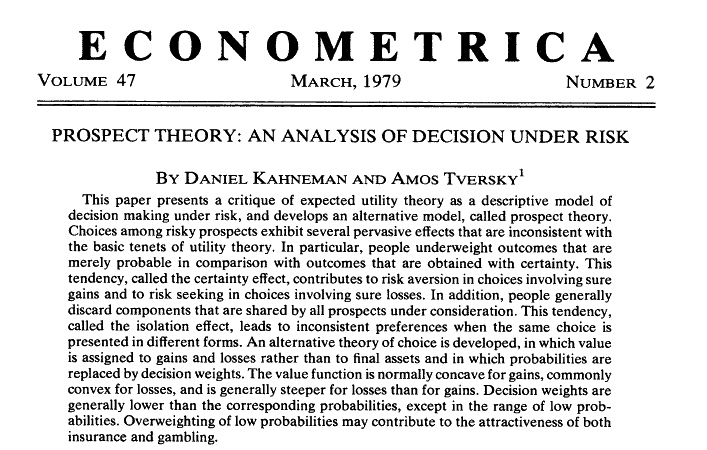 ECONOMETRICA
VOLUME 47 MARCH, 1979 NUMBER 2
PROSPECT THEORY: AN ANALYSIS OF DECISION UNDER RISK
BY DANIEL KAHNEMAN AND AMOS TVERSKY¹
This paper presents a critique of expected utility theory as a descriptive model of
decision making under risk, and develops an alternative model, called prospect theory.
Choices among risky prospects exhibit several pervasive effects that are inconsistent with
the basic tenets of utility theory. In particular, people underweight outcomes that are
merely probable in comparison with outcomes that are obtained with certainty. This
tendency, called the certainty effect, contributes to risk aversion in choices involving sure
gains and to risk seeking in choices involving sure losses. In addition, people generally
discard components that are shared by all prospects under consideration. This tendency,
called the isolation effect, leads to inconsistent preferences when the same choice is
presented in different forms. An alternative theory of choice is developed, in which value
is assigned to gains and losses rather than to final assets and in which probabilities are
replaced by decision weights. The value function is normally concave for gains, commonly
convex for losses, and is generally steeper for losses than for gains. Decision weights are
generally lower than the corresponding probabilities, except in the range of low prob-
abilities. Overweighting of low probabilities may contribute to the attractiveness of both
insurance and gambling.